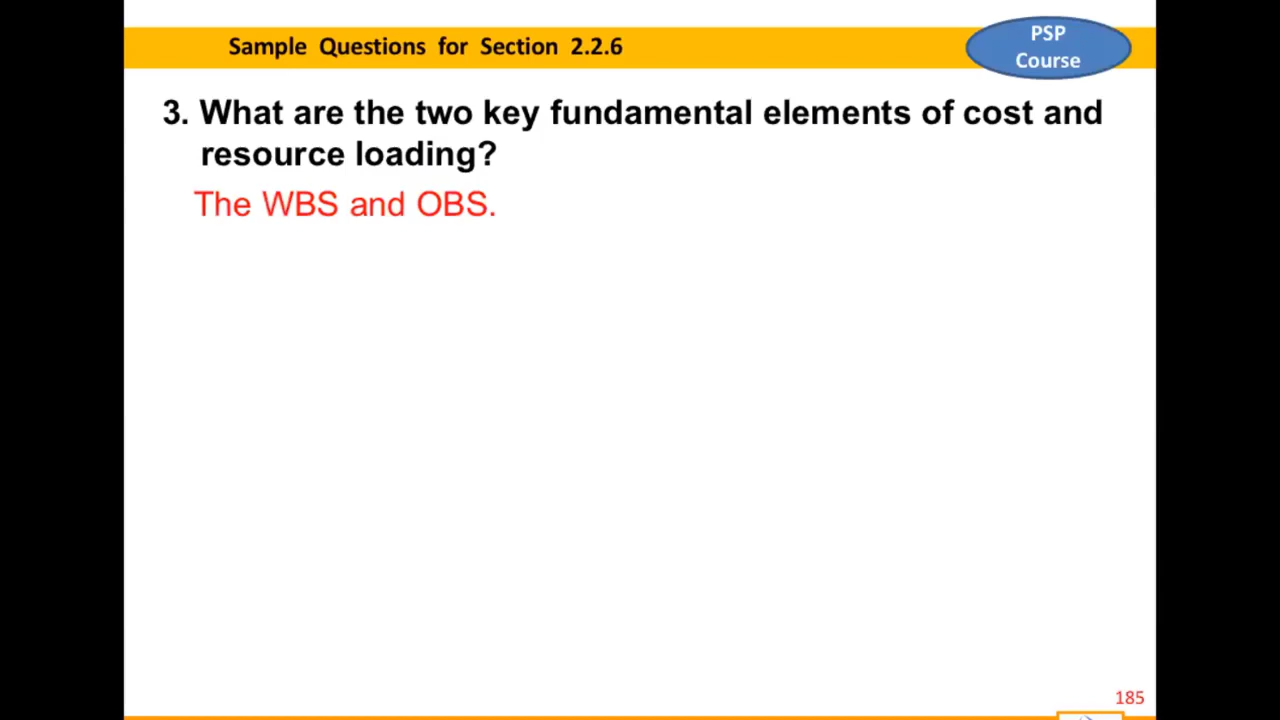 Sample Questions for Section 2.2.6
PSP
Course
3. What are the two key fundamental elements of cost and
resource loading?
The WBS and OBS.
185